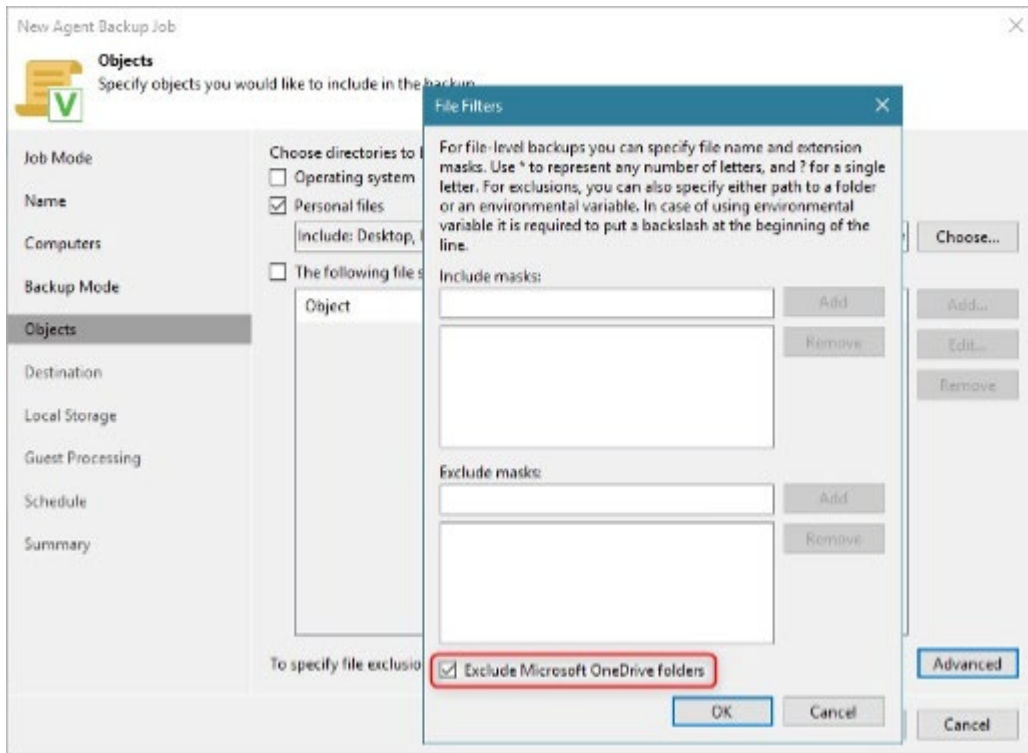 New Agent Backup Job
Objects
Specify objects you would like to include in the backup
Job Mode
Name
Computers
Backup Mode
Objects
Destination
Local Storage
Guest Processing
Schedule
Summary
Choose directories to
Operating system
Personal files
Include: Desktop,
Choose...
The following file s
Object
Add...
Edit...
Remove
To specify file exclusio
Advanced
Cancel
File Filters
For file-level backups you can specify file name and extension
masks. Use * to represent any number of letters, and ? for a single
letter. For exclusions, you can also specify either path to a folder
or an environmental variable. In case of using environmental
variable it is required to put a backslash at the beginning of the
line.
Include masks:
Add
Remove
Exclude masks:
Add
Remove
Exclude Microsoft OneDrive folders
OK
Cancel